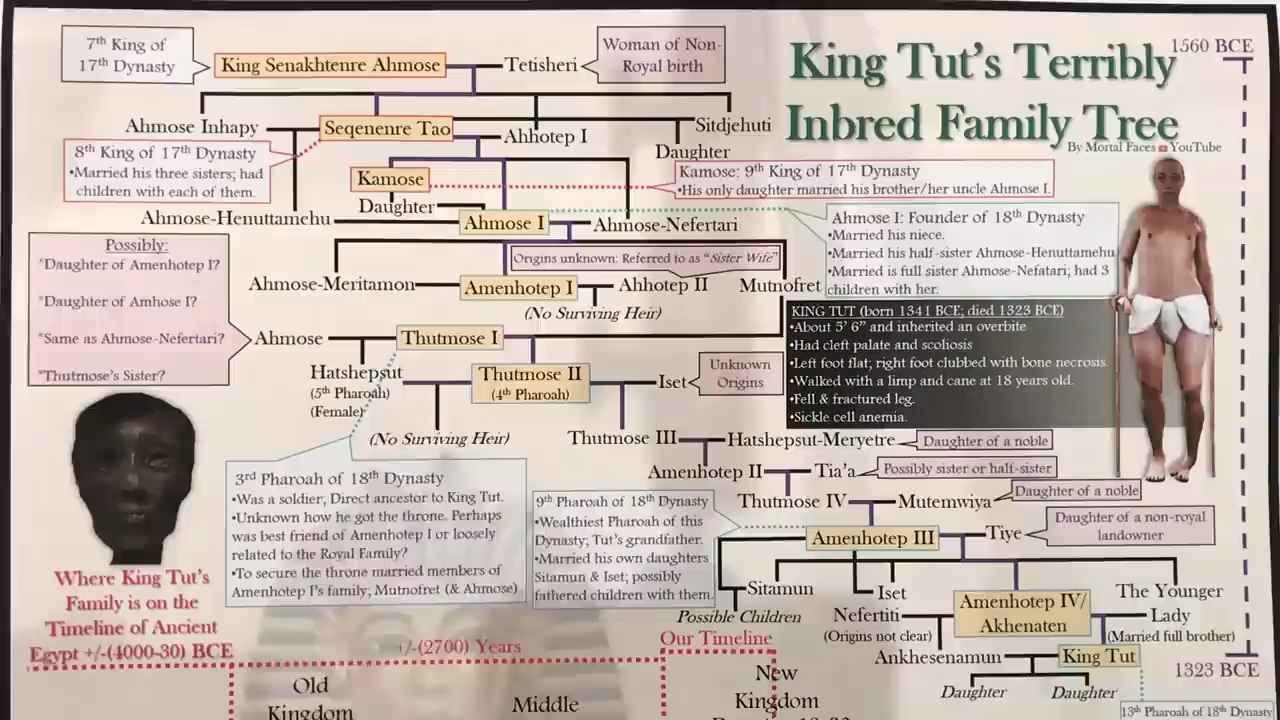 7th King of
17th Dynasty
King Senakhtenre Ahmose
Tetisheri
Woman of Non-
Royal birth
King Tut's Terribly
Inbred Family Tree
By Mortal Faces YouTube
1560 BCE
Ahmose Inhapy
Seqenenre Tao
Ahhotep I
Sitdjehuti
Daughter
8th King of 17th Dynasty
•Married his three sisters; had
children with each of them.
Kamose
Kamose: 9th King of 17th Dynasty
•His only daughter married his brother/her uncle Ahmose I.
Daughter
Ahmose-Henuttamehu
Ahmose I
Ahmose-Nefertari
Ahmose I: Founder of 18th Dynasty
•Married his niece.
•Married his half-sister Ahmose-Henuttamehu
•Married is full sister Ahmose-Nefatari; had 3
children with her.
Possibly:
*Daughter of Amenhotep I?
*Daughter of Amhose I?
*Same as Ahmose-Nefertari?
*Thutmose's Sister?
Origins unknown: Referred to as "Sister Wife"
Ahmose-Meritamon
Amenhotep I
Ahhotep II
Mutnofret
(No Surviving Heir)
KING TUT (born 1341 BCE; died 1323 BCE)
•About 5' 6" and inherited an overbite
•Had cleft palate and scoliosis
•Left foot flat; right foot clubbed with bone necrosis.
•Walked with a limp and cane at 18 years old.
•Fell & fractured leg.
•Sickle cell anemia.
Ahmose
Thutmose I
Hatshepsut
(5th Pharoah)
(Female)
Thutmose II
(4th Pharoah)
Iset
Unknown
Origins
(No Surviving Heir)
Thutmose III
Hatshepsut-Meryetre
Daughter of a noble
Amenhotep II
Tia'a
Possibly sister or half-sister
Thutmose IV
Mutemwiya
Daughter of a noble
3rd Pharoah of 18th Dynasty
•Was a soldier; Direct ancestor to King Tut.
•Unknown how he got the throne. Perhaps
was best friend of Amenhotep I or loosely
related to the Royal Family?
•To secure the throne married members of
Amenhotep I's family; Mutnofret (& Ahmose)
9th Pharoah of 18th Dynasty
•Wealthiest Pharoah of this
Dynasty; Tut's grandfather.
•Married his own daughters
Sitamun & Iset; possibly
fathered children with them.
Amenhotep III
Tiye
Daughter of a non-royal
landowner
Sitamun
Iset
Possible Children
Nefertiti
(Origins not clear)
Amenhotep IV/
Akhenaten
The Younger
Lady
(Married full brother)
Ankhesenamun
King Tut
Daughter
Daughter
1323 BCE
13th Pharoah of 18th Dynasty
Where King Tut's
Family is on the
Timeline of Ancient
Egypt +/-(4000-30) BCE
+/-(2700) Years
Our Timeline
Old
Kingdom
Middle
New
Kingdom